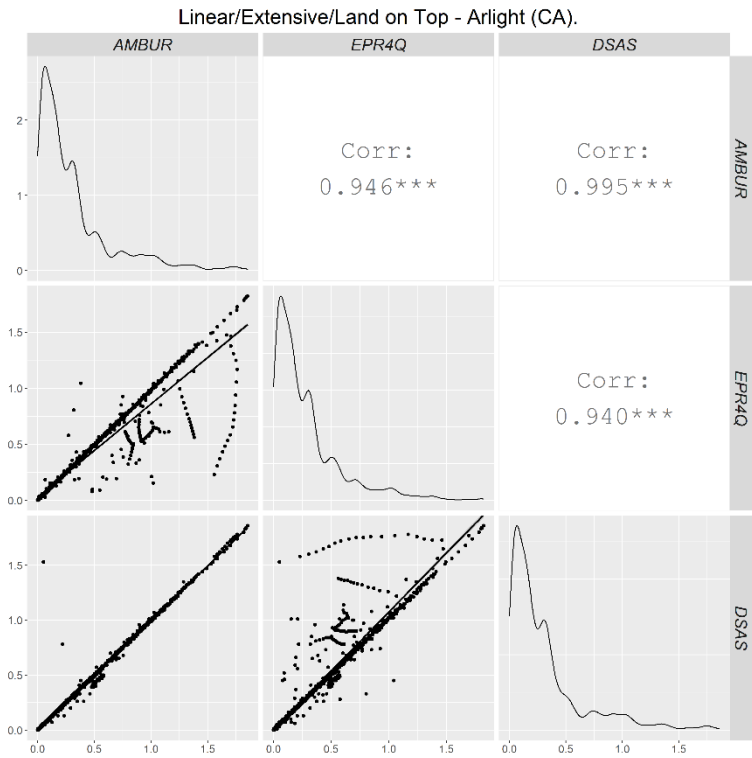 Linear/Extensive/Land on Top - Arlight (CA).
AMBUR EPR4Q DSAS
2
1
0
Corr:
0.946***
Corr:
0.995***
AMBUR
1.5
1.0
0.5
0.0
Corr:
0.940***
EPR4Q
1.5
1.0
0.5
0.0
DSAS
0.0 0.5 1.0 1.5 0.0 0.5 1.0 1.5 0.0 0.5 1.0 1.5